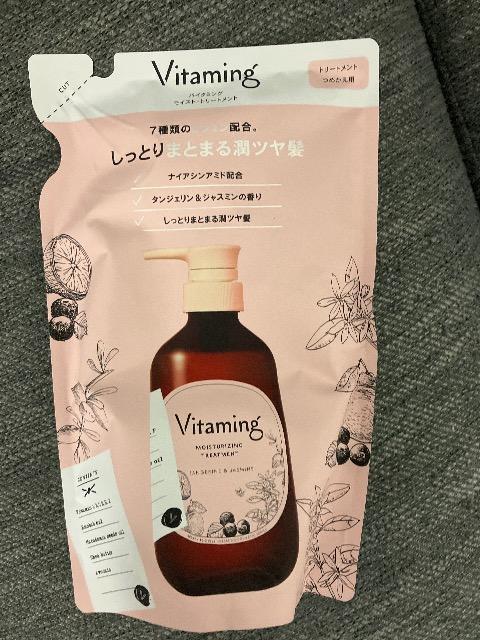 CUT
Vitaming
バイタミング
モイスト・トリートメント
トリートメント
つめかえ用
7種類の
配合。
しっとりまとまる潤ツヤ髪
ナイアシンアミド配合
タンジェリン&ジャスミンの香り
しっとりまとまる潤ツヤ髪
Vitaming
MOISTURIZING
TREATMENT
TANGERINE & JASMINE
Shea butter